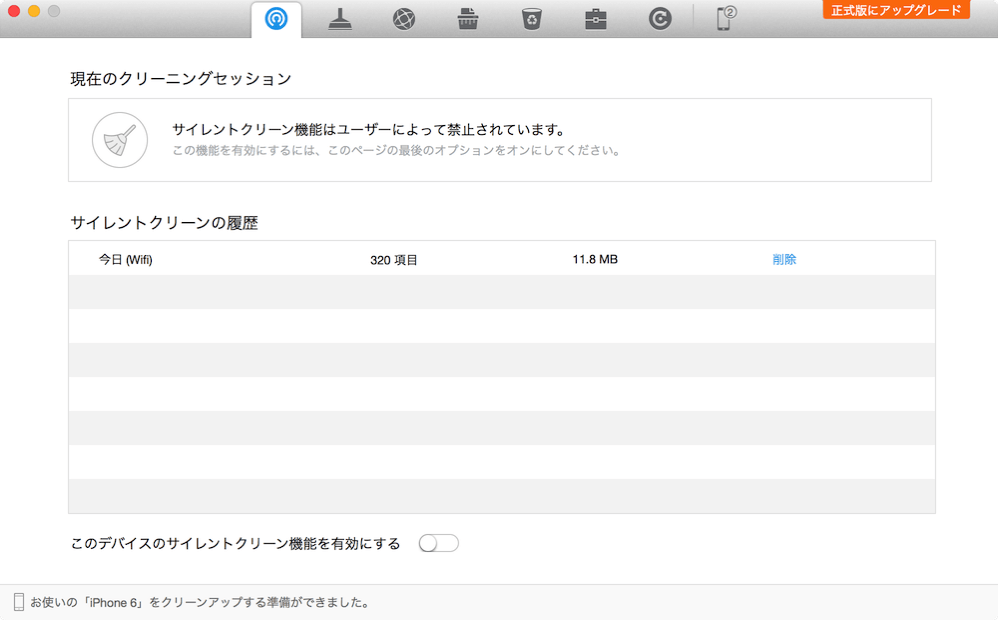 ②
正式版にアップグレード
現在のクリーニングセッション
サイレントクリーン機能はユーザーによって禁止されています。
この機能を有効にするには、このページの最後のオプションをオンにしてください。
サイレントクリーンの履歴
今日 (Wifi) 320 項目 11.8 MB 削除
このデバイスのサイレントクリーン機能を有効にする
お使いの「iPhone 6」をクリーンアップする準備ができました。